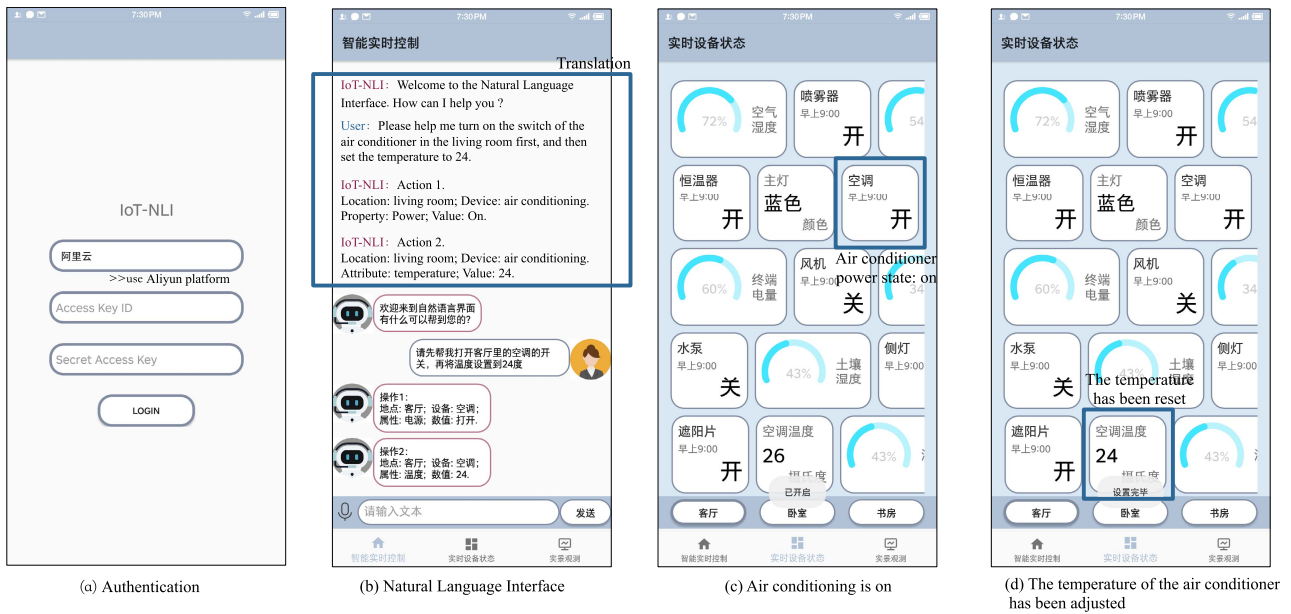 7:30PM
IoT-NLI
阿里云
>>use Aliyun platform
Access Key ID
Secret Access Key
LOGIN
(a) Authentication
7:30PM
智能实时控制
Translation
IoT-NLI: Welcome to the Natural Language
Interface. How can I help you ?
User: Please help me turn on the switch of the
air conditioner in the living room first, and then
set the temperature to 24.
IoT-NLI: Action 1.
Location: living room; Device: air conditioning.
Property: Power; Value: On.
IoT-NLI: Action 2.
Location: living room; Device: air conditioning.
Attribute: temperature; Value: 24.
欢迎来到自然语言界面
有什么可以帮到您的?
请先帮我打开客厅里的空调的开
关，再将温度设置到24度
操作1:
地点: 客厅; 设备: 空调;
属性: 电源; 数值: 打开.
操作2:
地点: 客厅; 设备: 空调;
属性: 温度; 数值: 24.
请输入文本
发送
智能实时控制
实时设备状态
实景观测
(b) Natural Language Interface
7:30PM
实时设备状态
72%
空气
湿度
喷雾器
早上9:00
开
54
恒温器
早上9:00
开
主灯
蓝色
颜色
空调
早上9:00
开
Air conditioner
power state: on
60%
终端
电量
风机
早上9:00
关
34
水泵
早上9:00
关
43%
土壤
湿度
侧灯
早上9:00
遮阳片
早上9:00
开
空调温度
26
摄氏度
43%
已开启
客厅
卧室
书房
智能实时控制
实时设备状态
实景观测
(c) Air conditioning is on
7:30PM
实时设备状态
72%
空气
湿度
喷雾器
早上9:00
开
54
恒温器
早上9:00
开
主灯
蓝色
颜色
空调
早上9:00
开
60%
终端
电量
风机
早上9:00
关
34
水泵
早上9:00
关
43%
土壤
湿度
侧灯
早上9:00
The temperature
has been reset
遮阳片
早上9:00
开
空调温度
24
摄氏度
43%
设置完毕
客厅
卧室
书房
智能实时控制
实时设备状态
实景观测
(d) The temperature of the air conditioner
has been adjusted